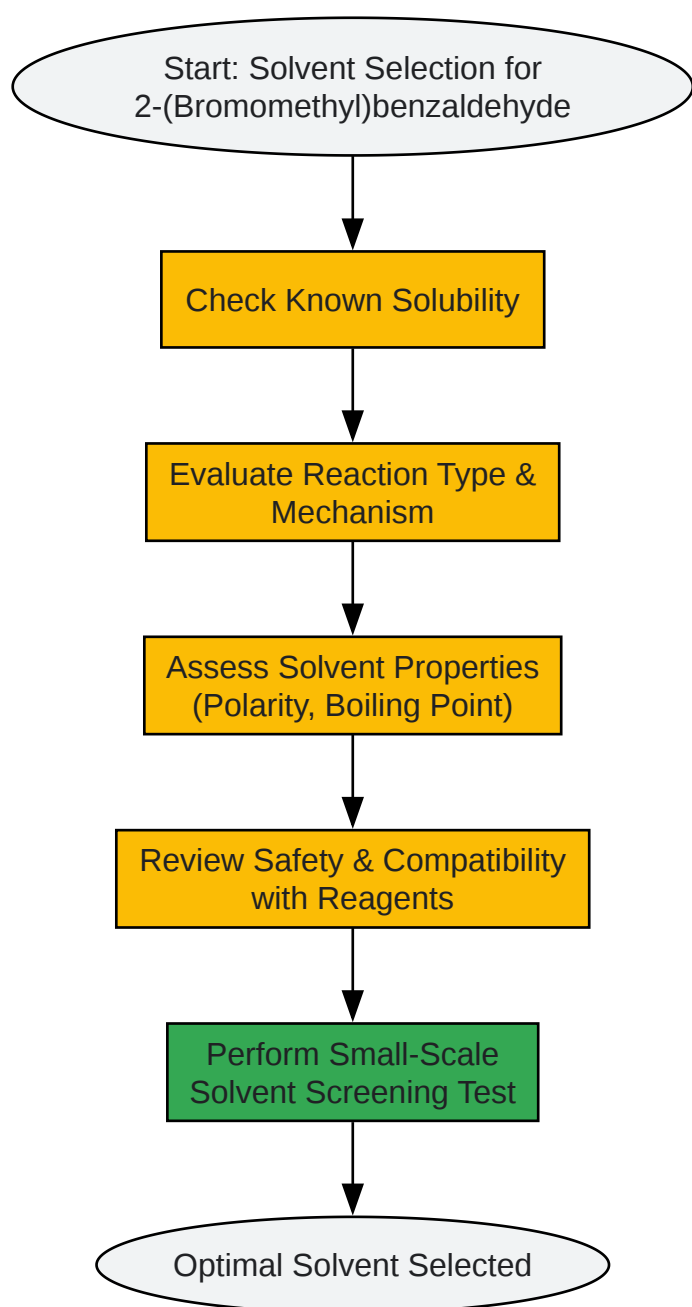 Start: Solvent Selection for
2-(Bromomethyl)benzaldehyde
Check Known Solubility
Evaluate Reaction Type &
Mechanism
Assess Solvent Properties
(Polarity, Boiling Point)
Review Safety & Compatibility
with Reagents
Perform Small-Scale
Solvent Screening Test
Optimal Solvent Selected